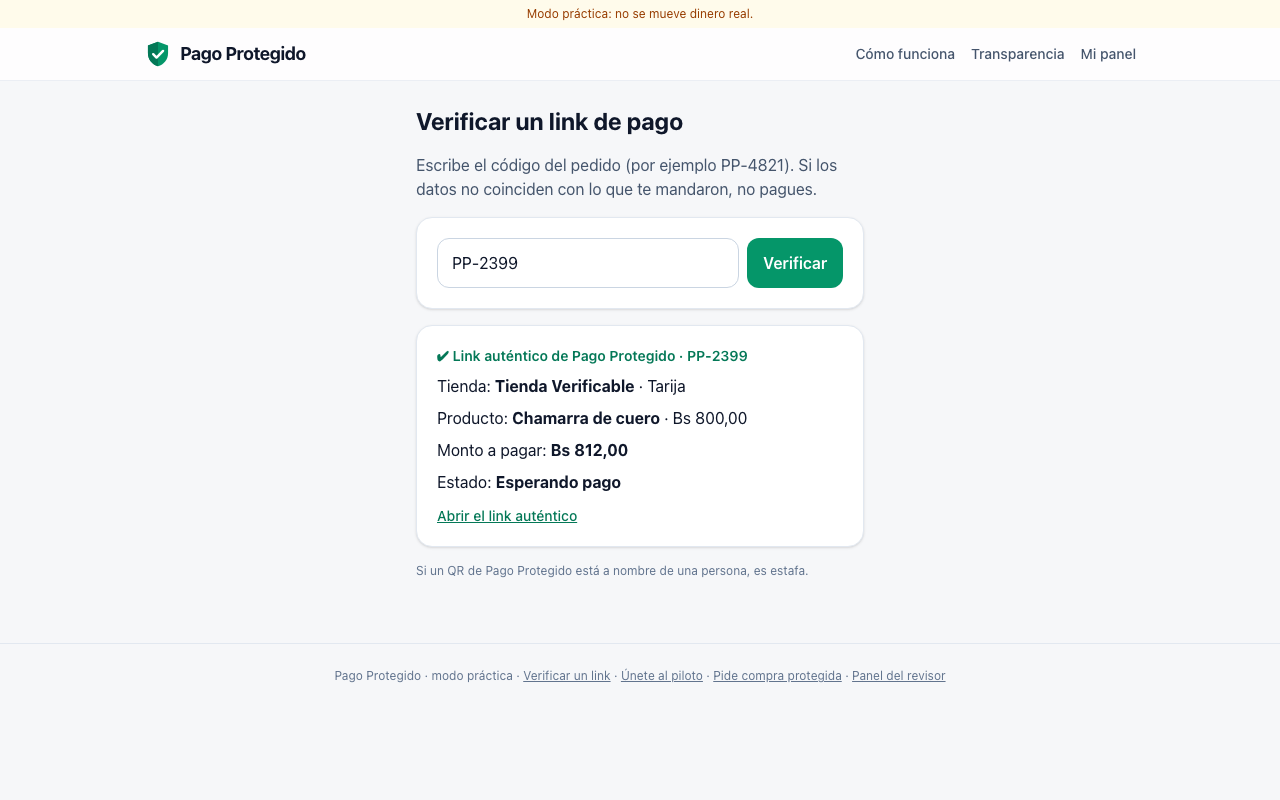 Modo práctica: no se mueve dinero real.
Pago Protegido
Cómo funciona Transparencia Mi panel
Verificar un link de pago
Escribe el código del pedido (por ejemplo PP-4821). Si los
datos no coinciden con lo que te mandaron, no pagues.
PP-2399
Verificar
✔ Link auténtico de Pago Protegido · PP-2399
Tienda: Tienda Verificable · Tarija
Producto: Chamarra de cuero · Bs 800,00
Monto a pagar: Bs 812,00
Estado: Esperando pago
Abrir el link auténtico
Si un QR de Pago Protegido está a nombre de una persona, es estafa.
Pago Protegido · modo práctica · Verificar un link · Únete al piloto · Pide compra protegida · Panel del revisor